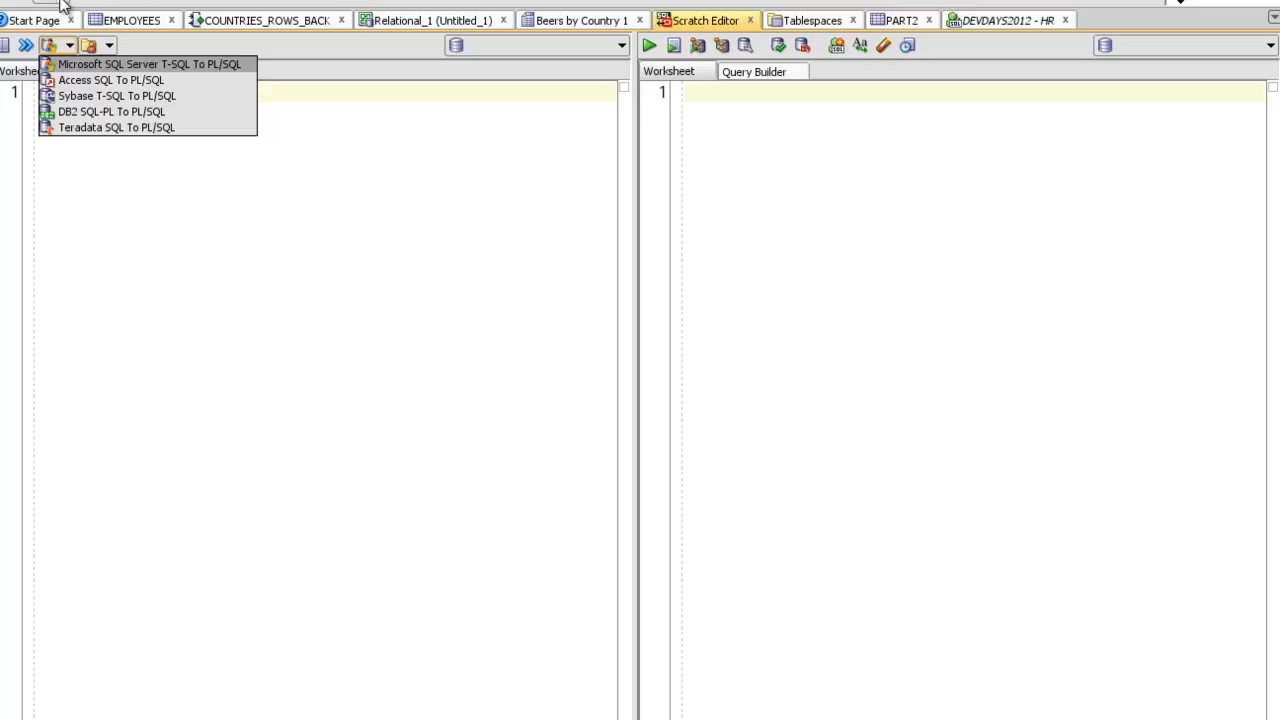 Start Page EMPLOYEES COUNTRIES_ROWS_BACK Relational_1 (Untitled_1) Beers by Country 1 Scratch Editor Tablespaces PART2 DEVDAYS2012 - HR
Microsoft SQL Server T-SQL To PL/SQL
Workshe
Access SQL To PL/SQL
Sybase T-SQL To PL/SQL
DB2 SQL-PL To PL/SQL
Teradata SQL To PL/SQL
1
Worksheet Query Builder
1